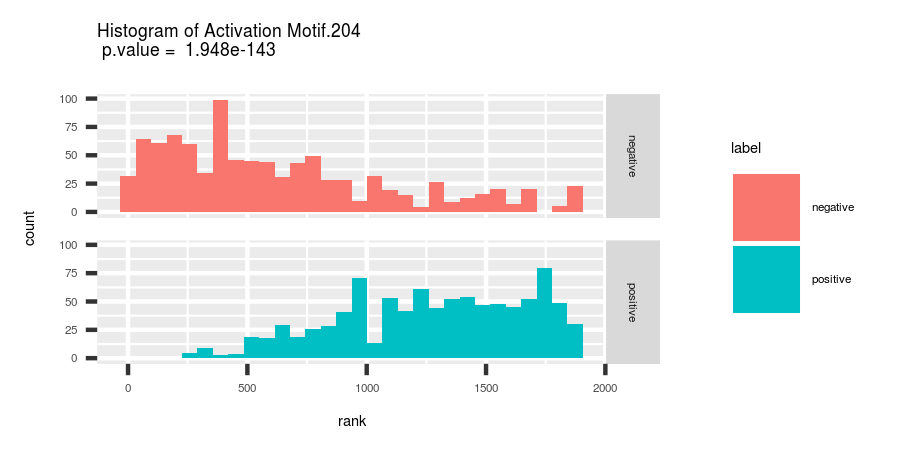 Histogram of Activation Motif.204
p.value = 1.948e-143
100
75
50
25
0
negative
100
75
50
25
0
positive
0 500 1000 1500 2000
rank
count
label
negative
positive